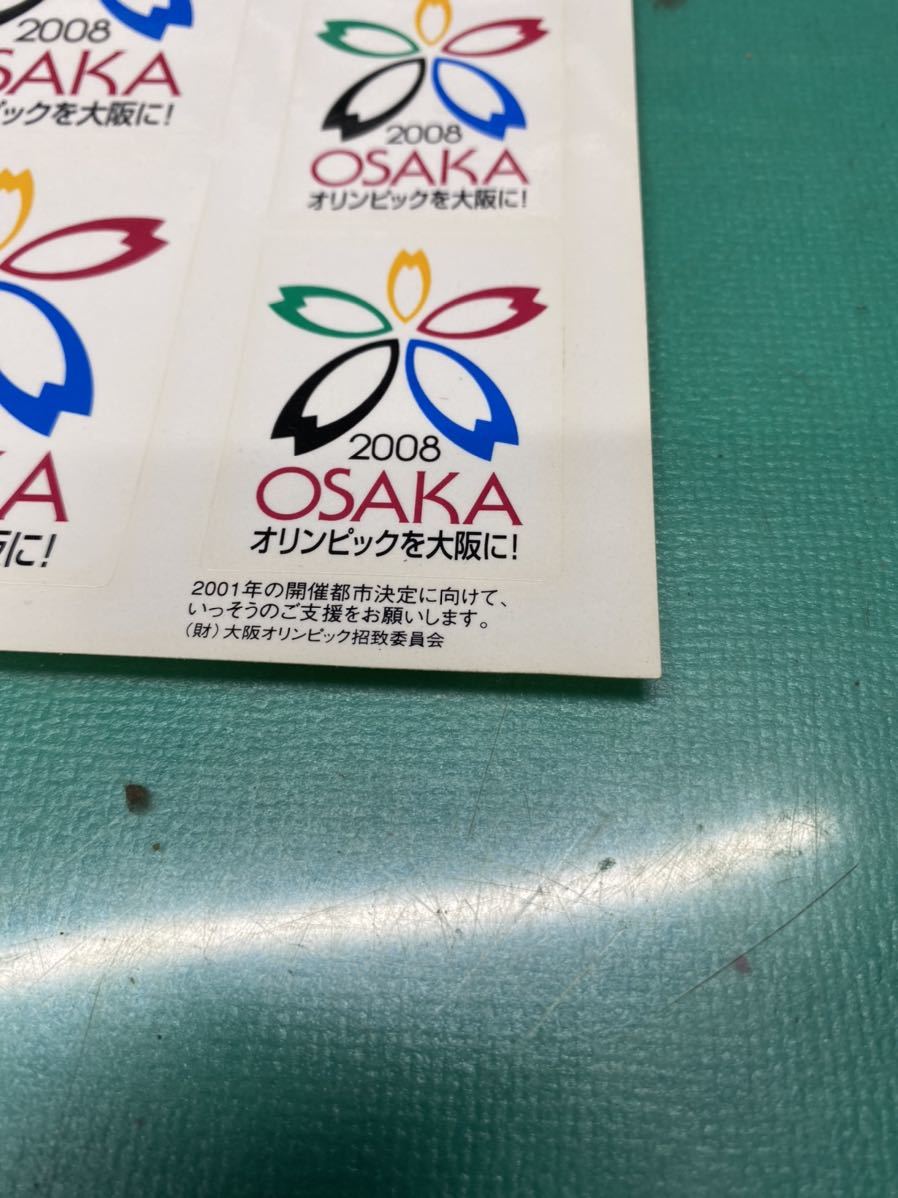 2008
SAKA
ックを大阪に!
2008
OSAKA
オリンピックを大阪に!
KA
に!
2008
OSAKA
オリンピックを大阪に!
2001年の開催都市決定に向けて、
いっそうのご支援をお願いします。
(財)大阪オリンピック招致委員会